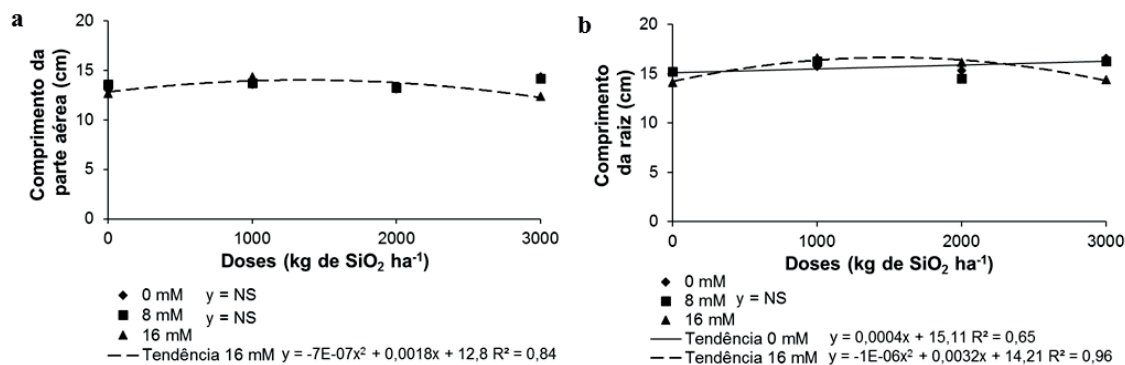 a
Comprimento da
parte aérea (cm)
20
15
10
5
0
0 1000 2000 3000
Doses (kg de SiO₂ ha⁻¹)
◆ 0 mM y = NS
■ 8 mM y = NS
▲ 16 mM
Tendência 16 mM y = -7E-07x² + 0,0018x + 12,8 R² = 0,84
b
Comprimento
da raiz (cm)
20
15
10
5
0
0 1000 2000 3000
Doses (kg de SiO₂ ha⁻¹)
◆ 0 mM
■ 8 mM y = NS
▲ 16 mM
Tendência 0 mM y = 0,0004x + 15,11 R² = 0,65
Tendência 16 mM y = -1E-06x² + 0,0032x + 14,21 R² = 0,96